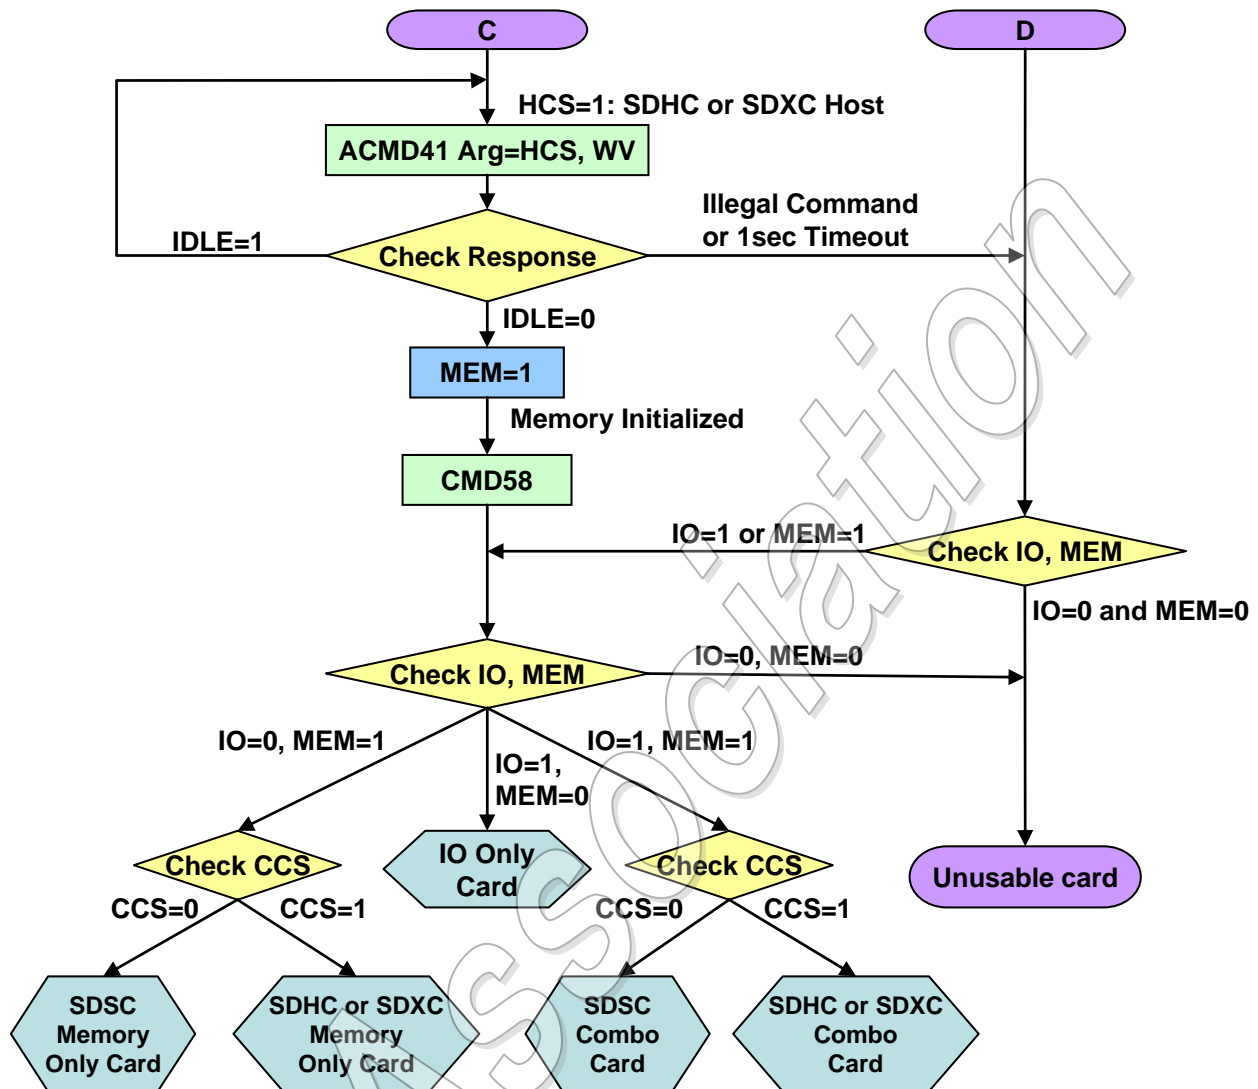 C
D
HCS=1: SDHC or SDXC Host
ACMD41 Arg=HCS, WV
Illegal Command
or 1sec Timeout
IDLE=1
Check Response
IDLE=0
MEM=1
Memory Initialized
CMD58
IO=1 or MEM=1
Check IO, MEM
IO=0 and MEM=0
Check IO, MEM
IO=0, MEM=0
IO=0, MEM=1
IO=1, MEM=1
IO=1,
MEM=0
Check CCS
IO Only
Card
Check CCS
Unusable card
CCS=0
CCS=1
CCS=0
CCS=1
SDSC
Memory
Only Card
SDHC or SDXC
Memory
Only Card
SDSC
Combo
Card
SDHC or SDXC
Combo
Card
Association